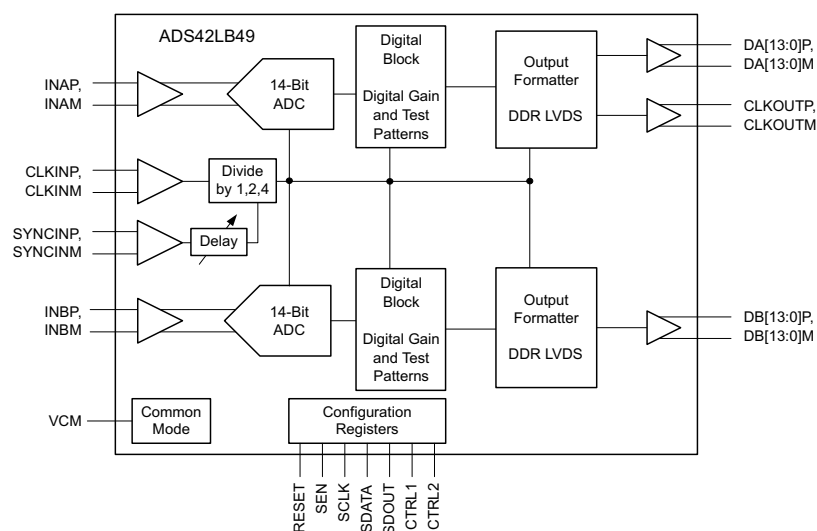 ADS42LB49
INAP,
INAM
14-Bit
ADC
Digital
Block
Digital Gain
and Test
Patterns
Output
Formatter
DDR LVDS
DA[13:0]P,
DA[13:0]M
CLKOUTP,
CLKOUTM
CLKINP,
CLKINM
Divide
by 1,2,4
SYNCINP,
SYNCINM
Delay
INBP,
INBM
14-Bit
ADC
Digital
Block
Digital Gain
and Test
Patterns
Output
Formatter
DDR LVDS
DB[13:0]P,
DB[13:0]M
VCM
Common
Mode
Configuration
Registers
RESET
SEN
SCLK
SDATA
SDOUT
CTRL1
CTRL2